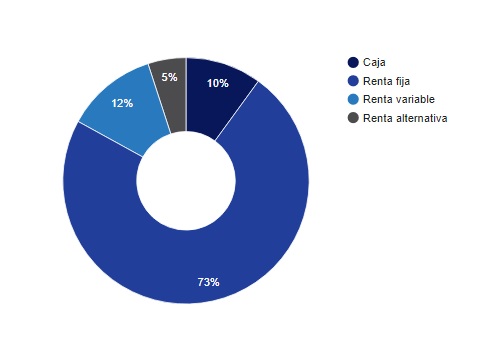 5%
10%
12%
73%
Caja
Renta fija
Renta variable
Renta alternativa